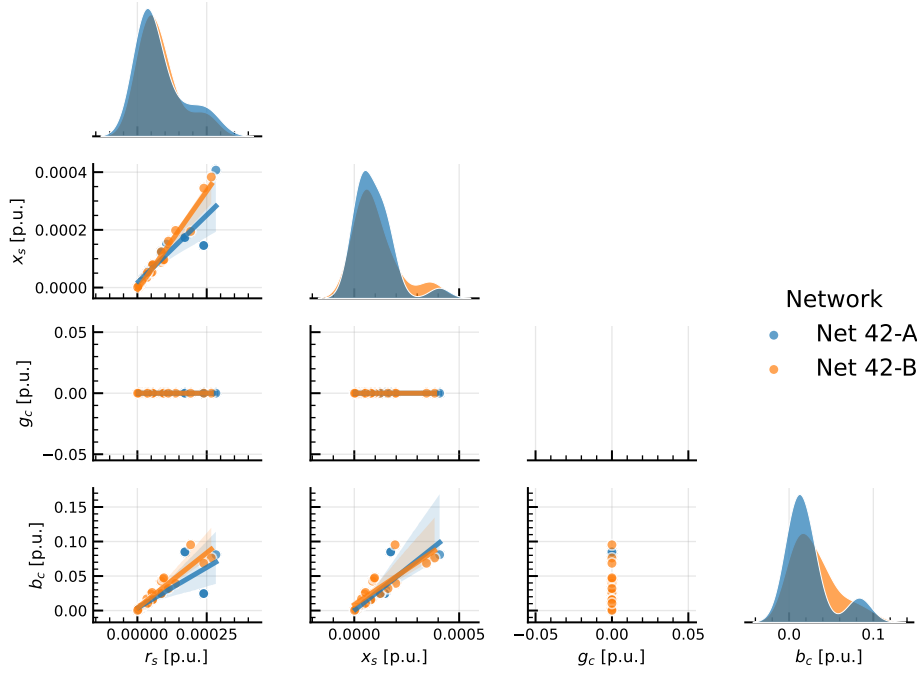 0.0004
0.0002
0.0000
x_s [p.u.]
0.05
0.00
−0.05
g_c [p.u.]
Network
Net 42-A
Net 42-B
0.15
0.10
0.05
0.00
b_c [p.u.]
0.00000 0.00025
0.0000 0.0005
−0.05 0.00 0.05
0.0 0.1
r_s [p.u.]
x_s [p.u.]
g_c [p.u.]
b_c [p.u.]